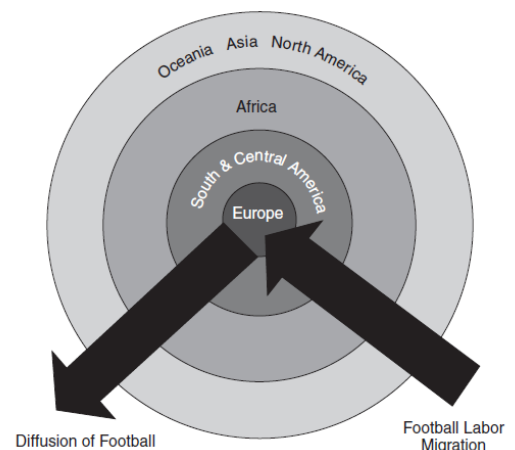 Oceania Asia North America
Africa
South & Central America
Europe
Diffusion of Football
Football Labor
Migration